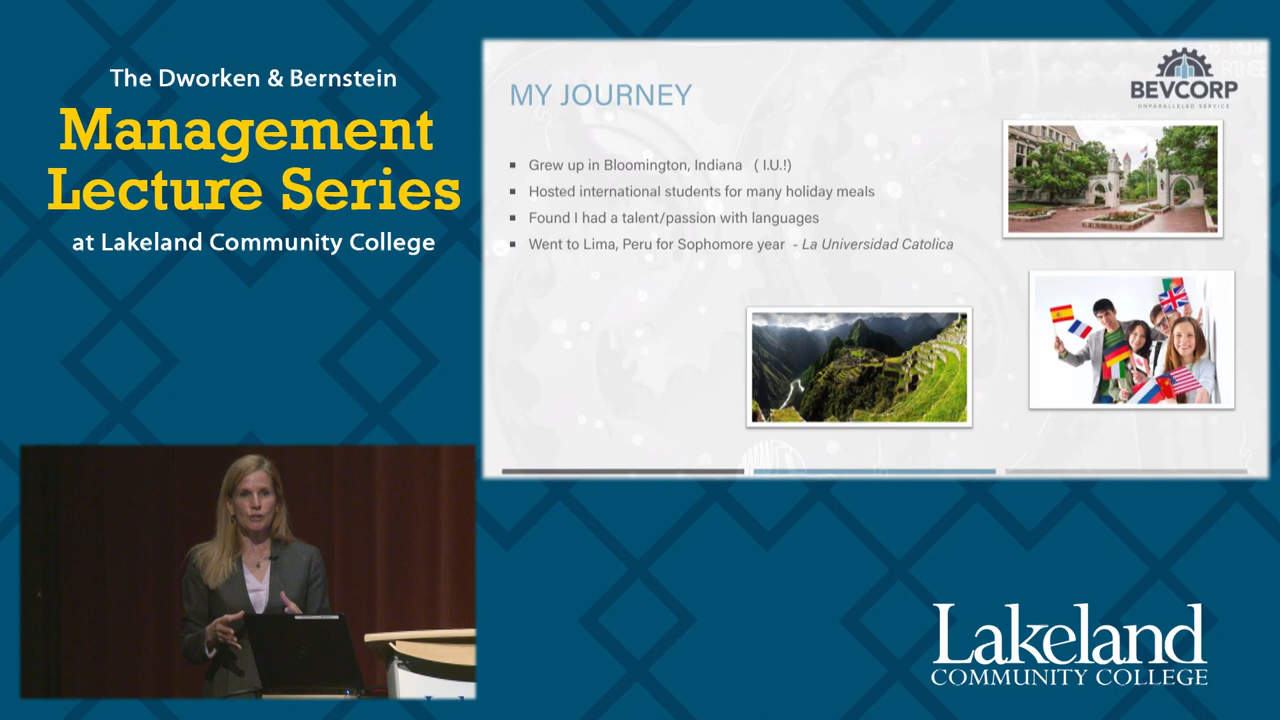 The Dworken & Bernstein
Management
Lecture Series
at Lakeland Community College
MY JOURNEY
BEVCORP
UNPARALLELED SERVICE
▪ Grew up in Bloomington, Indiana ( I.U.!)
▪ Hosted international students for many holiday meals
▪ Found I had a talent/passion with languages
▪ Went to Lima, Peru for Sophomore year - La Universidad Catolica
Lakeland
COMMUNITY COLLEGE